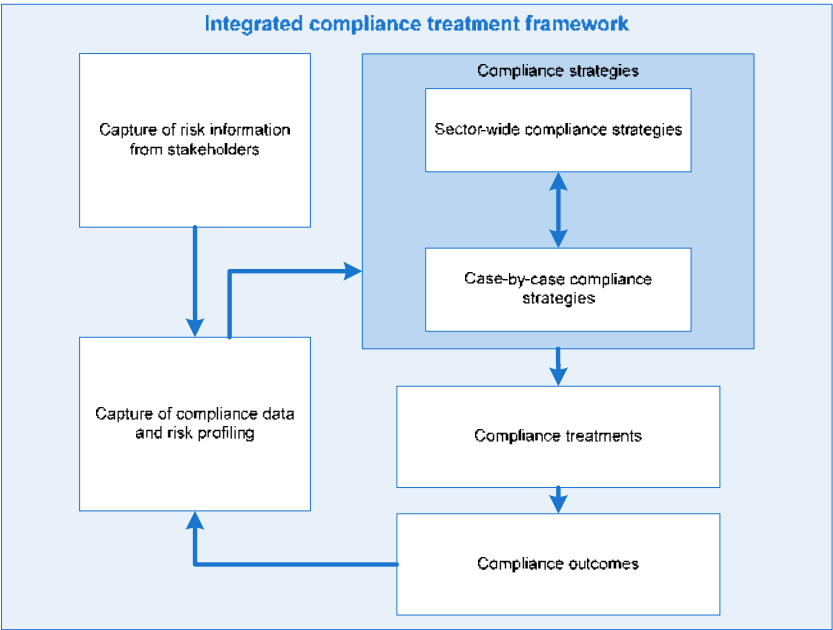 Integrated compliance treatment framework
Capture of risk information
from stakeholders
Compliance strategies
Sector-wide compliance strategies
Case-by-case compliance
strategies
Capture of compliance data
and risk profiling
Compliance treatments
Compliance outcomes